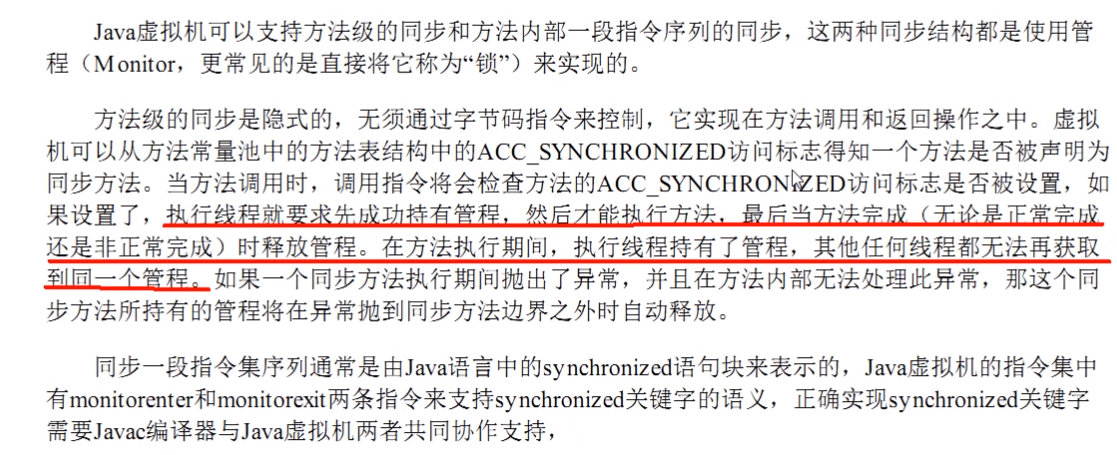 Java虚拟机可以支持方法级的同步和方法内部一段指令序列的同步，这两种同步结构都是使用管
程（Monitor，更常见的是直接将它称为“锁”）来实现的。
方法级的同步是隐式的，无须通过字节码指令来控制，它实现在方法调用和返回操作之中。虚拟
机可以从方法常量池中的方法表结构中的ACC_SYNCHRONIZED访问标志得知一个方法是否被声明为
同步方法。当方法调用时，调用指令将会检查方法的ACC_SYNCHRONIZED访问标志是否被设置，如
果设置了，执行线程就要求先成功持有管程，然后才能执行方法，最后当方法完成（无论是正常完成
还是非正常完成）时释放管程。在方法执行期间，执行线程持有了管程，其他任何线程都无法再获取
到同一个管程。如果一个同步方法执行期间抛出了异常，并且在方法内部无法处理此异常，那这个同
步方法所持有的管程将在异常抛到同步方法边界之外时自动释放。
同步一段指令集序列通常是由Java语言中的synchronized语句块来表示的，Java虚拟机的指令集中
有monitorenter和monitorexit两条指令来支持synchronized关键字的语义，正确实现synchronized关键字
需要Javac编译器与Java虚拟机两者共同协作支持，